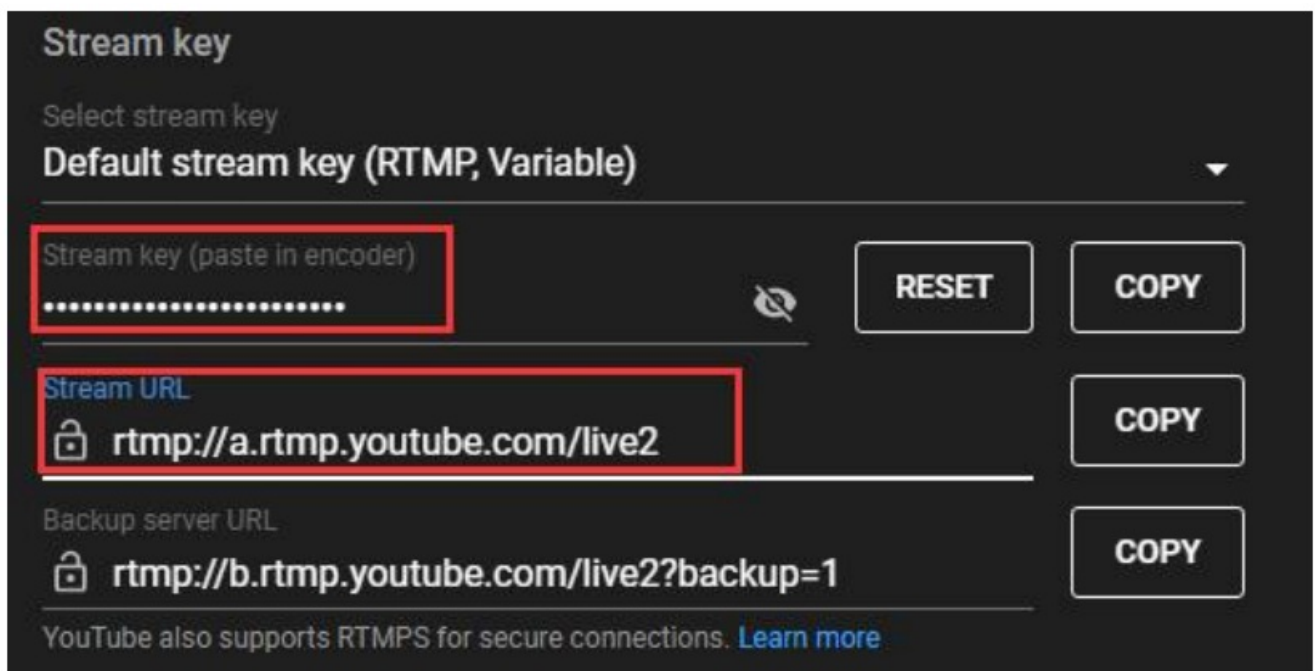 Stream key
Select stream key
Default stream key (RTMP, Variable)
Stream key (paste in encoder)
••••••••••••••••••••••••
RESET
COPY
Stream URL
rtmp://a.rtmp.youtube.com/live2
COPY
Backup server URL
rtmp://b.rtmp.youtube.com/live2?backup=1
COPY
YouTube also supports RTMPS for secure connections. Learn more